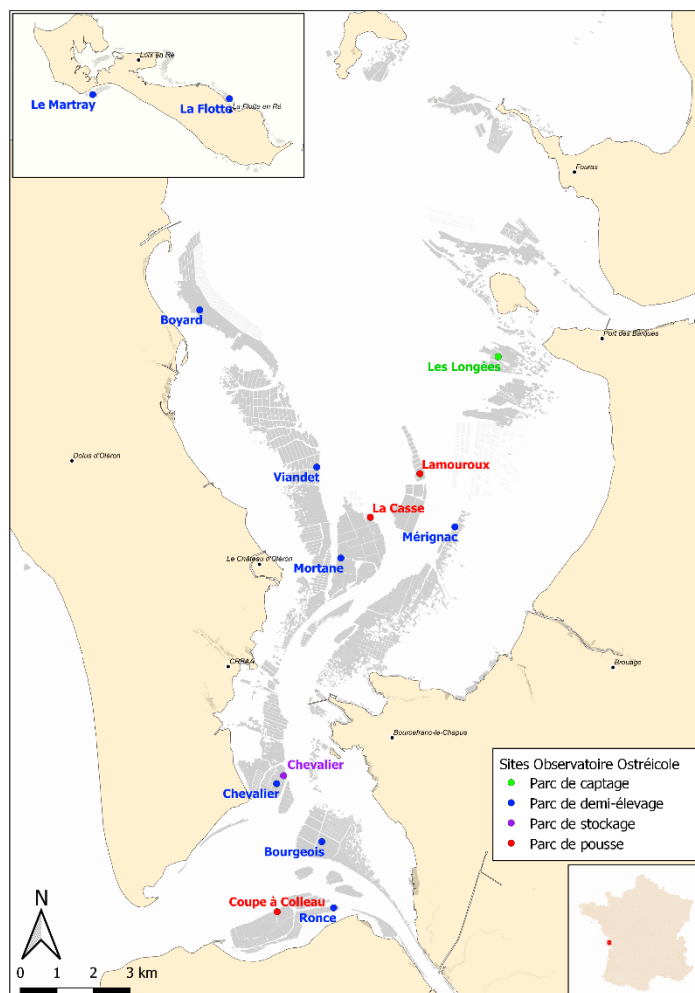 Loix en Ré
Le Martray
La Flotte
La Flotte en Ré
Fouras
Boyard
Port des Barques
Les Longées
Dolus d'Oléron
Viandet
Lamouroux
La Casse
Mérignac
Mortane
Le Château d'Oléron
CREAA
Brouage
Bourcefranc-le-Chapus
Chevalier
Chevalier
Bourgeois
Coupe à Colleau
Ronce
Sites Observatoire Ostréicole
Parc de captage
Parc de demi-élevage
Parc de stockage
Parc de pousse
N
0 1 2 3 km